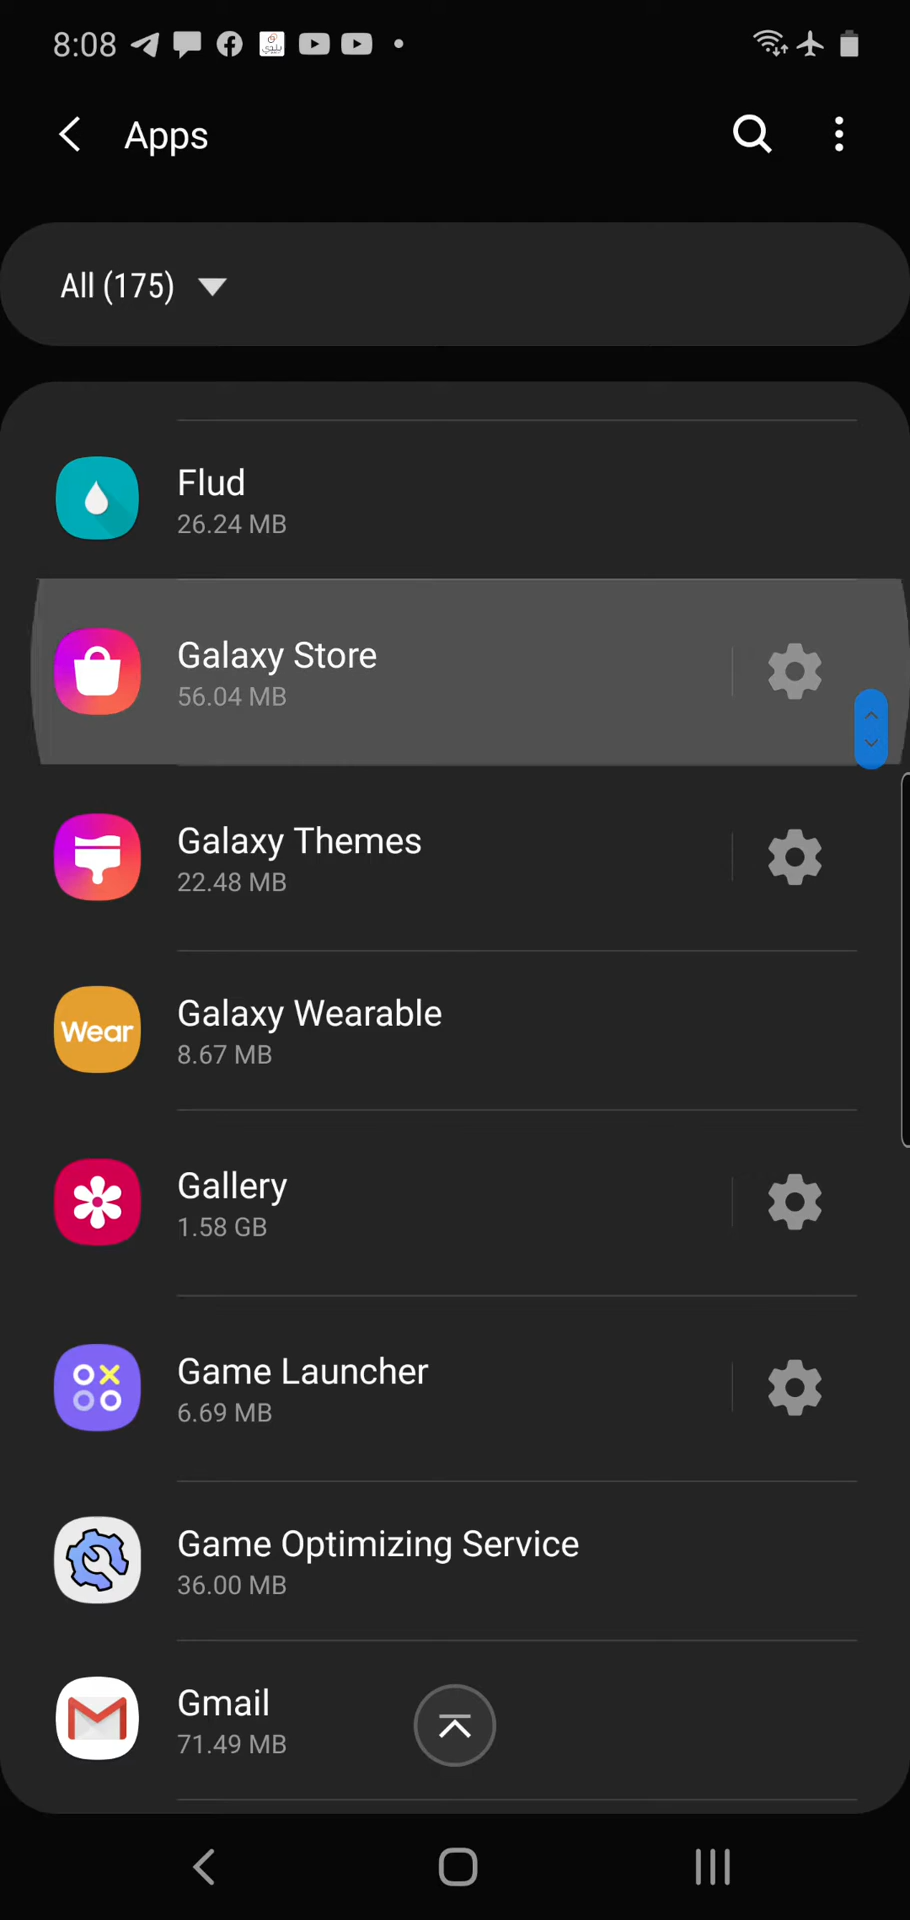 8:08
Apps
All (175)
Flud
26.24 MB
Galaxy Store
56.04 MB
Galaxy Themes
22.48 MB
Wear
Galaxy Wearable
8.67 MB
Gallery
1.58 GB
Game Launcher
6.69 MB
Game Optimizing Service
36.00 MB
Gmail
71.49 MB